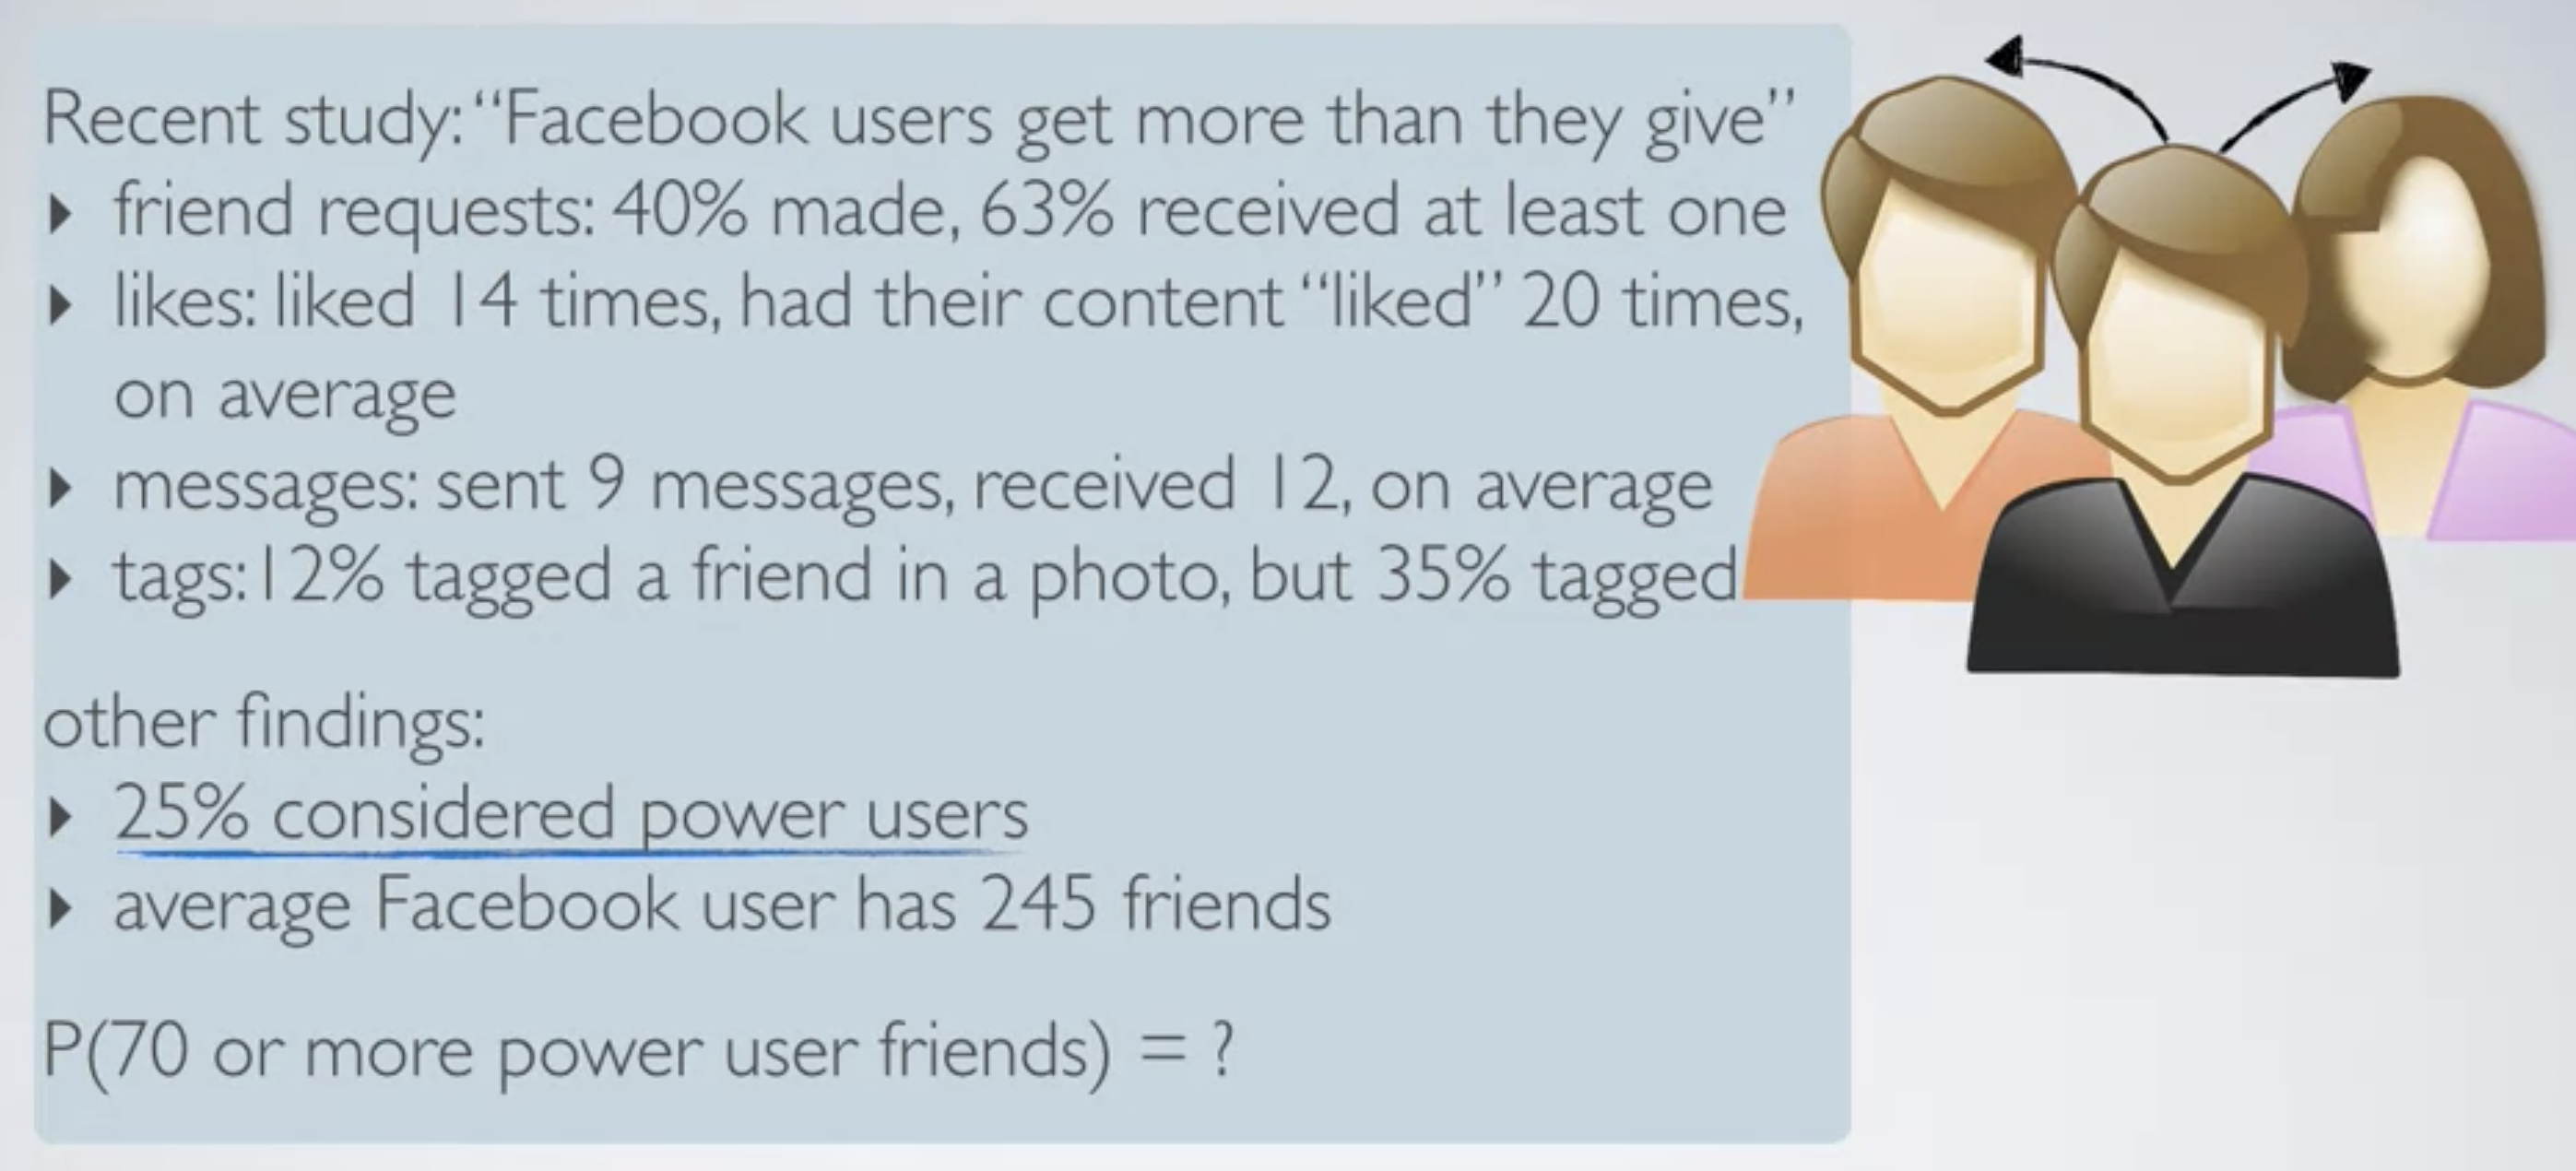 Recent study: “Facebook users get more than they give”
‣ friend requests: 40% made, 63% received at least one
‣ likes: liked 14 times, had their content “liked” 20 times,
on average
‣ messages: sent 9 messages, received 12, on average
‣ tags:12% tagged a friend in a photo, but 35% tagged
other findings:
‣ 25% considered power users
‣ average Facebook user has 245 friends
P(70 or more power user friends) = ?